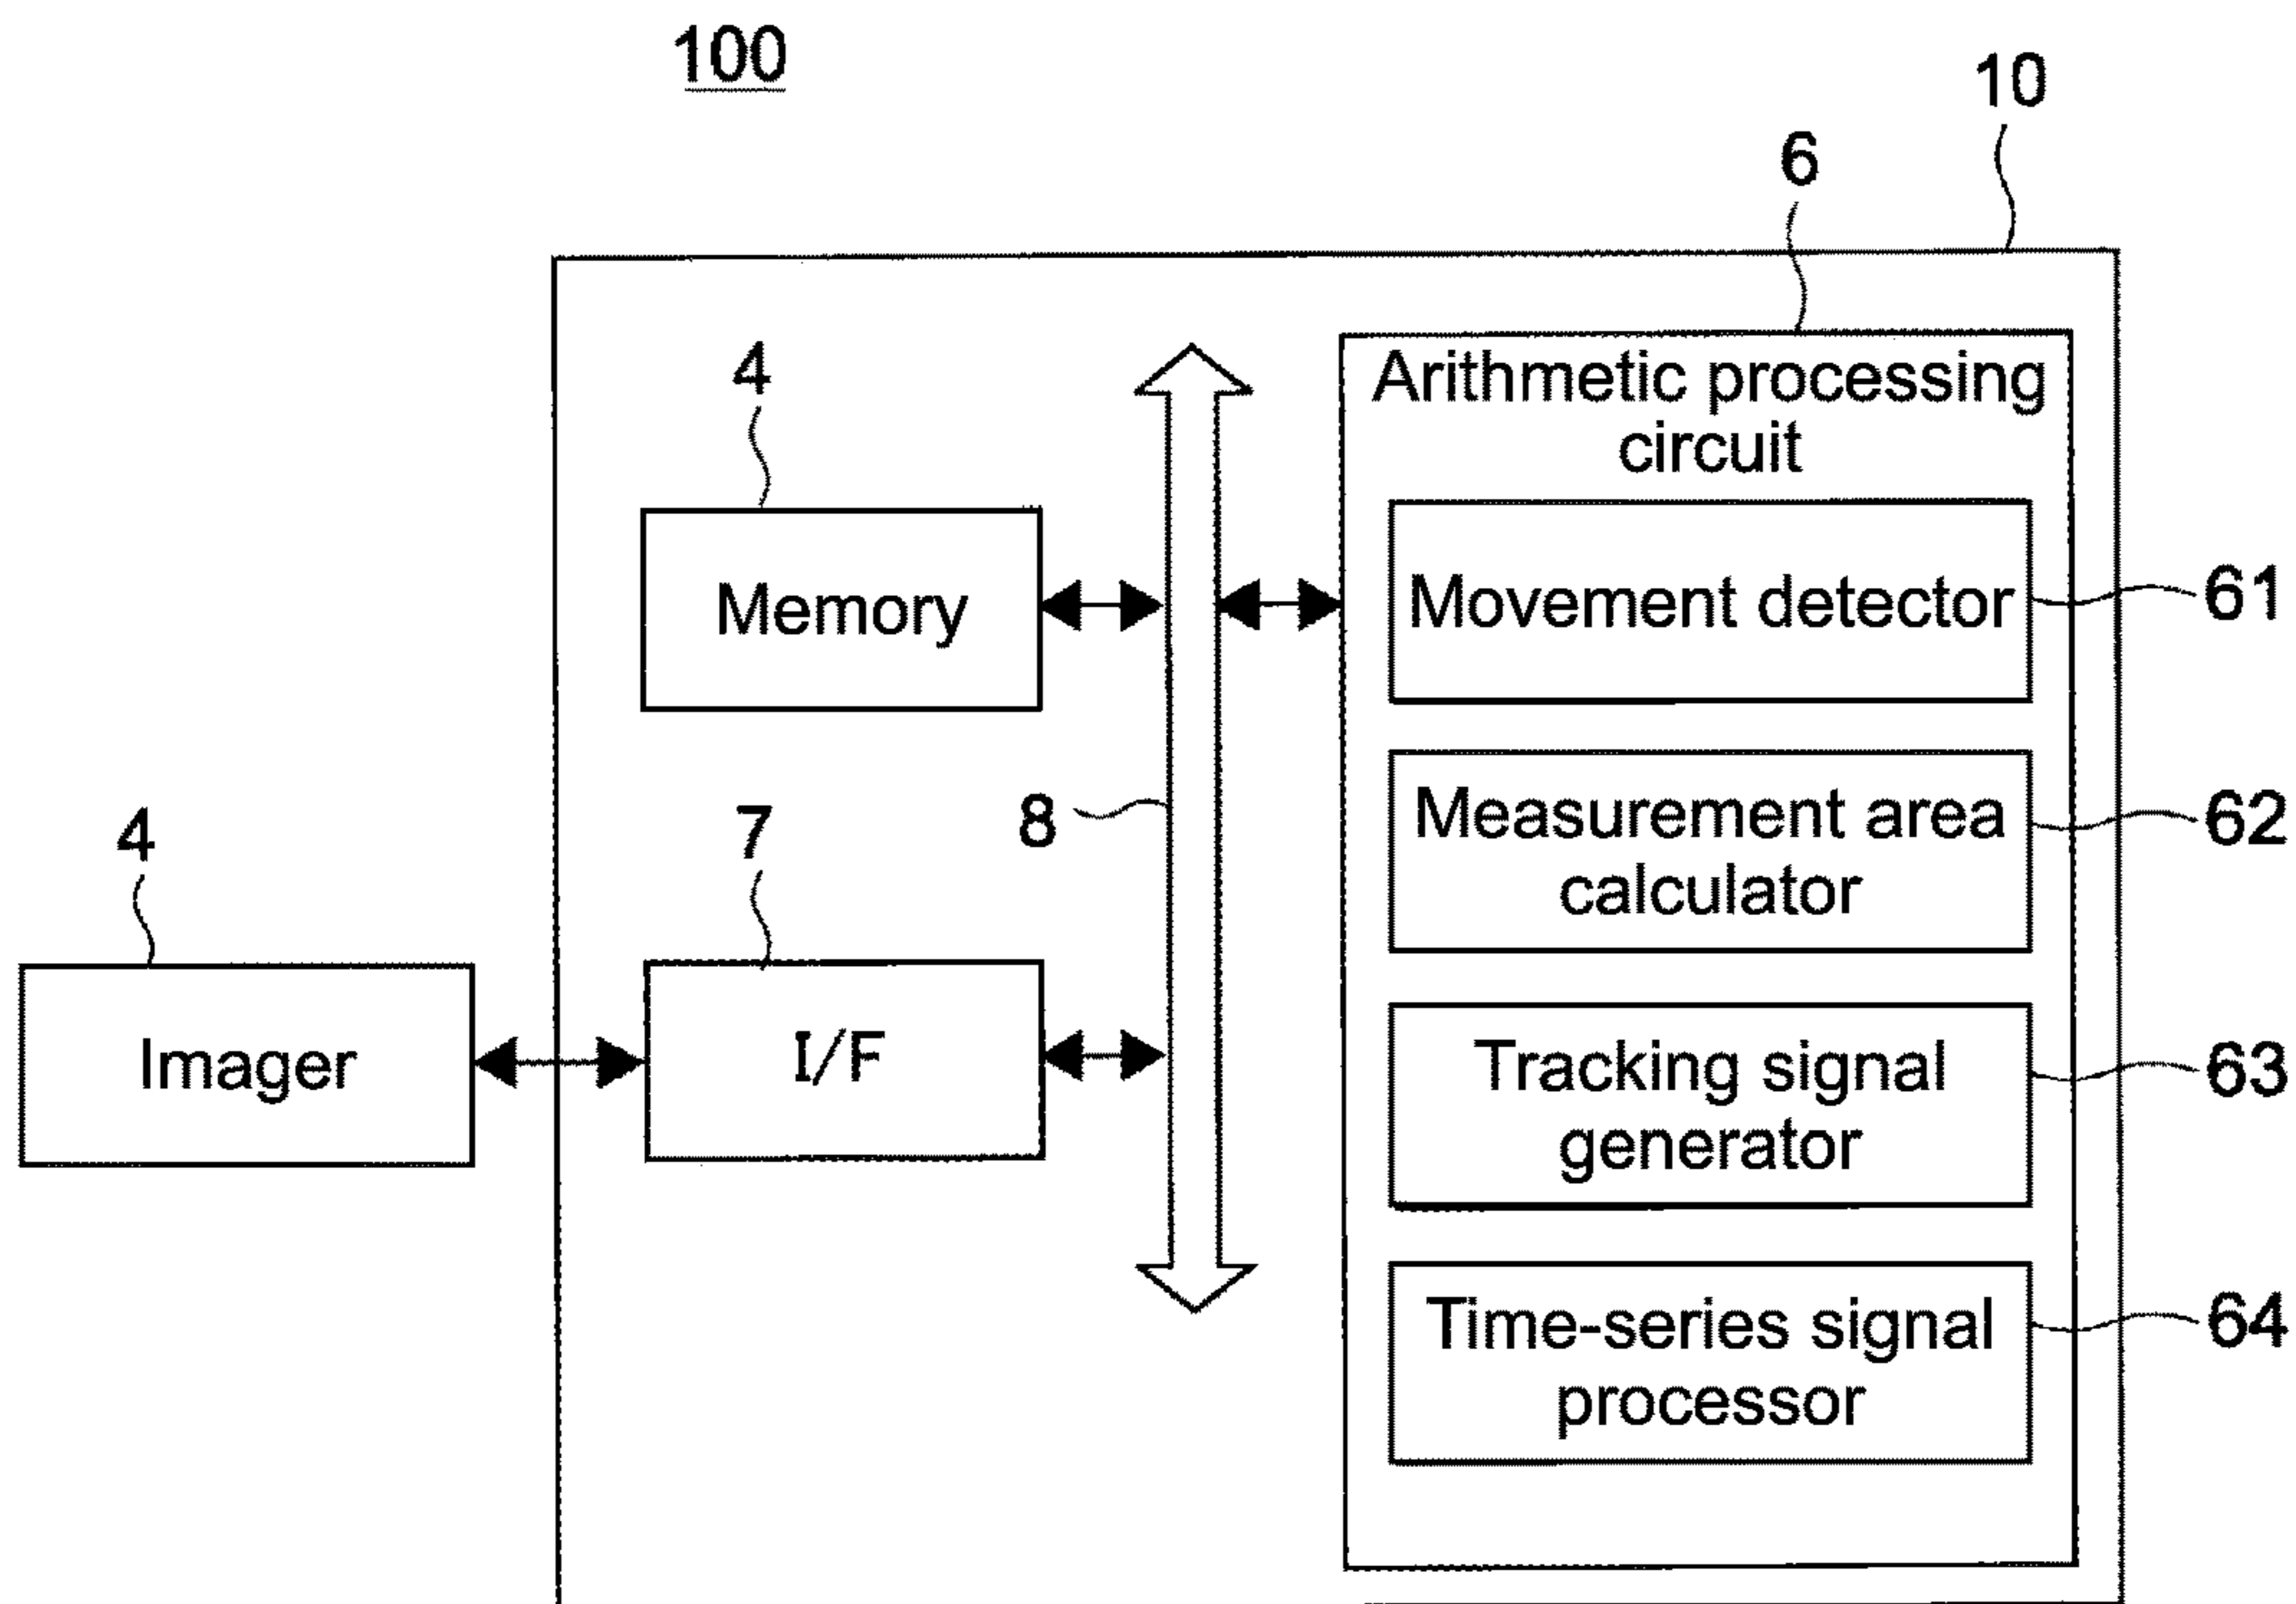 100
10
6
Arithmetic processing
circuit
4
Memory
Movement detector
61
Measurement area
calculator
62
8
4
7
Imager
I/F
Tracking signal
generator
63
Time-series signal
processor
64